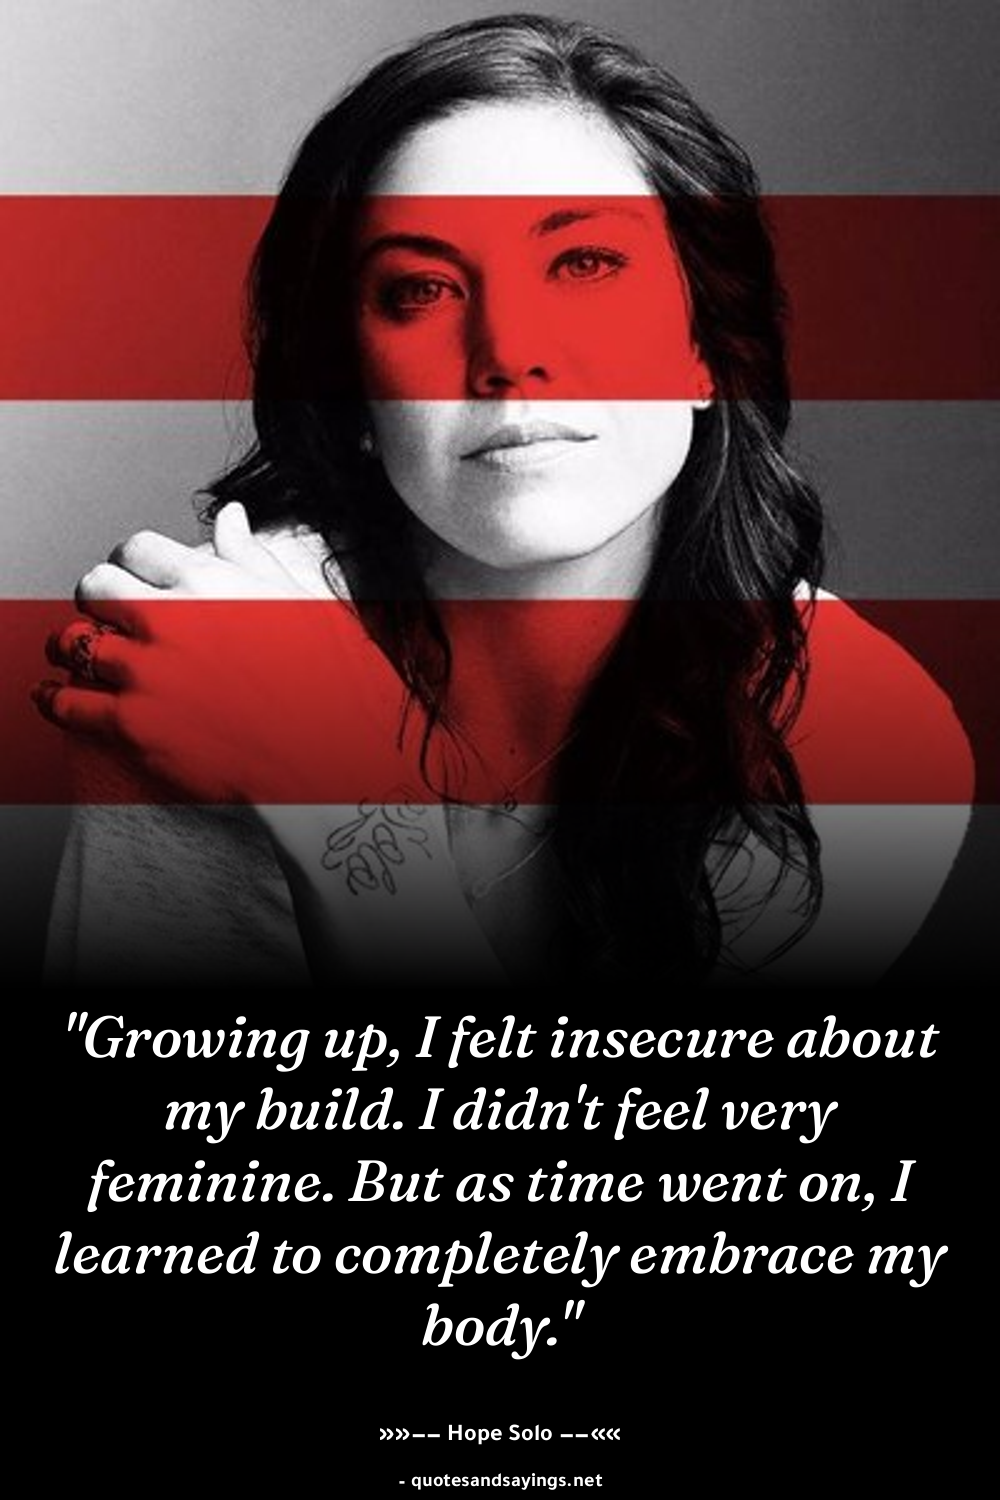 "Growing up, I felt insecure about
my build. I didn't feel very
feminine. But as time went on, I
learned to completely embrace my
body."
»»−− Hope Solo −−««
- quotesandsayings.net